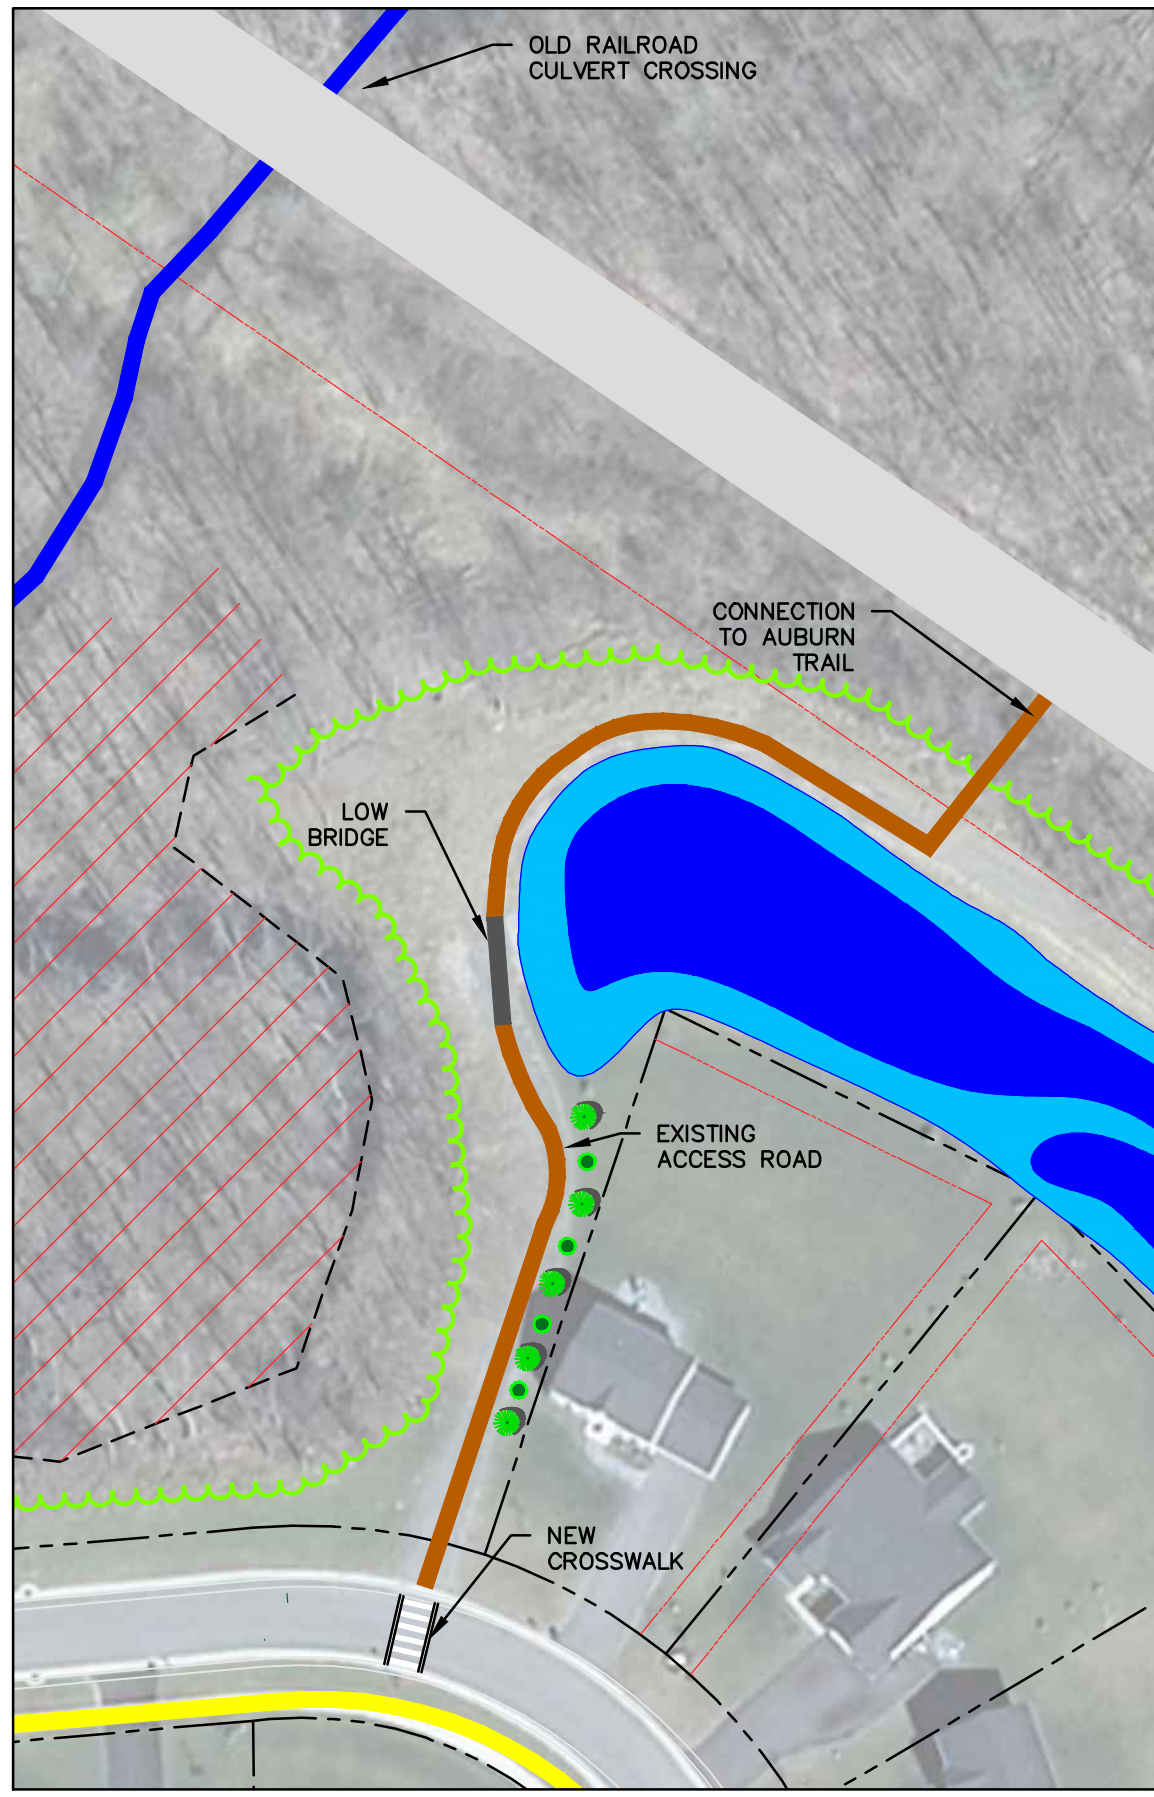 OLD RAILROAD
CULVERT CROSSING
CONNECTION
TO AUBURN
TRAIL
LOW
BRIDGE
EXISTING
ACCESS ROAD
NEW
CROSSWALK